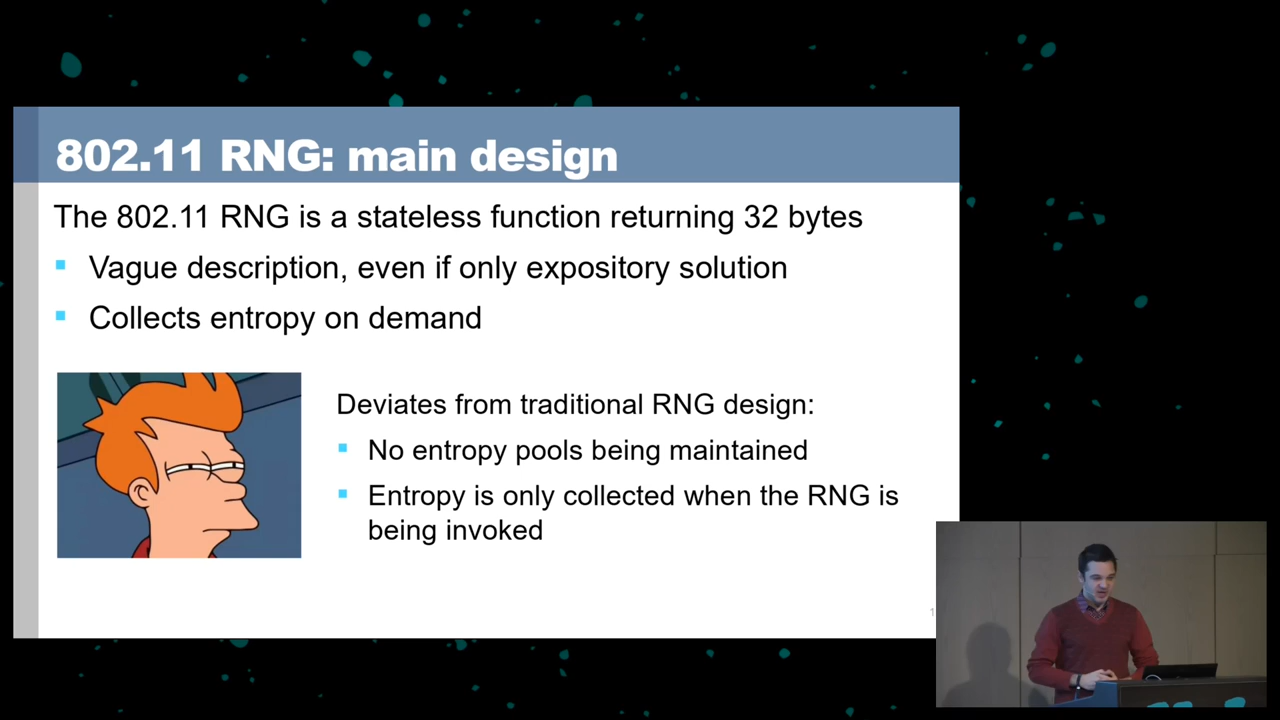 802.11 RNG: main design
The 802.11 RNG is a stateless function returning 32 bytes
Vague description, even if only expository solution
Collects entropy on demand
Deviates from traditional RNG design:
No entropy pools being maintained
Entropy is only collected when the RNG is
being invoked